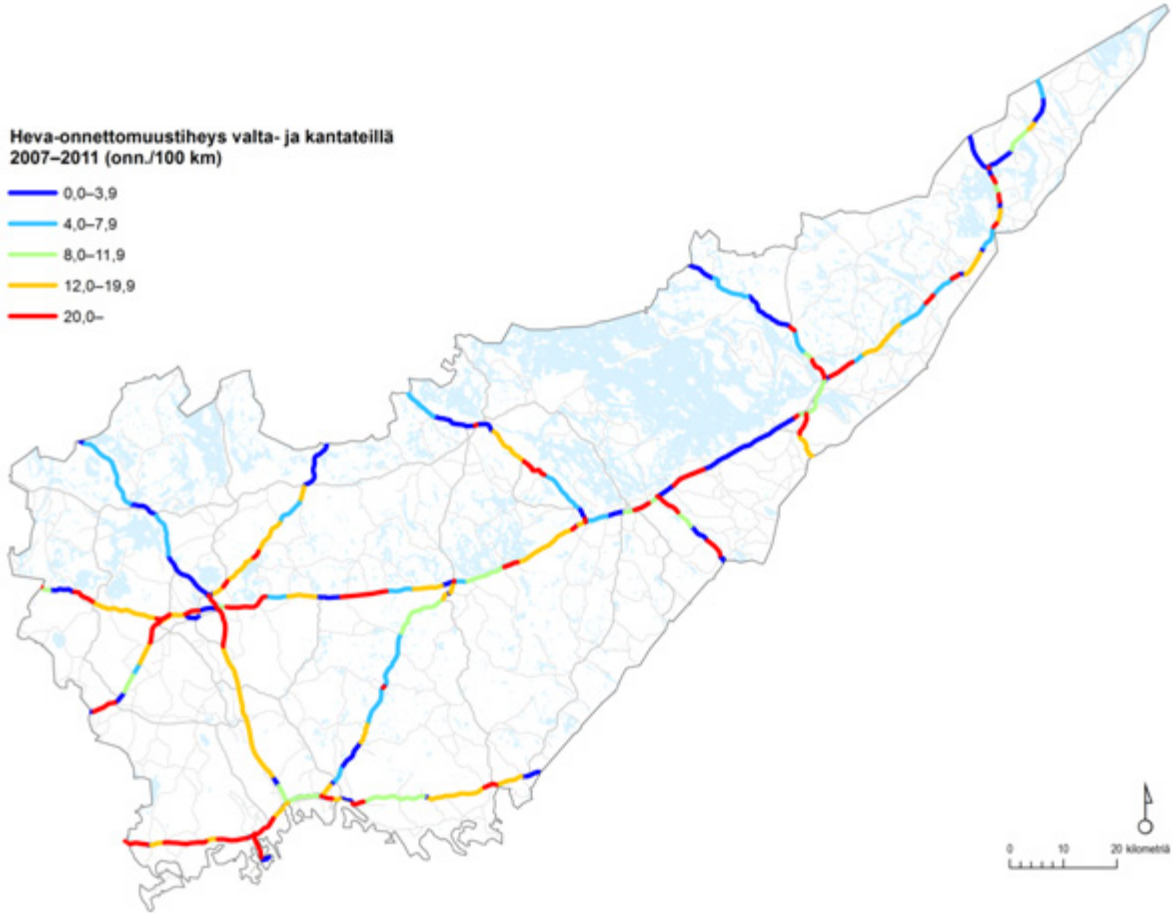 Heva-onnettomuustiheys valta- ja kantateillä
2007–2011 (onn./100 km)
0,0–3,9
4,0–7,9
8,0–11,9
12,0–19,9
20,0–
0 10 20 kilometriä